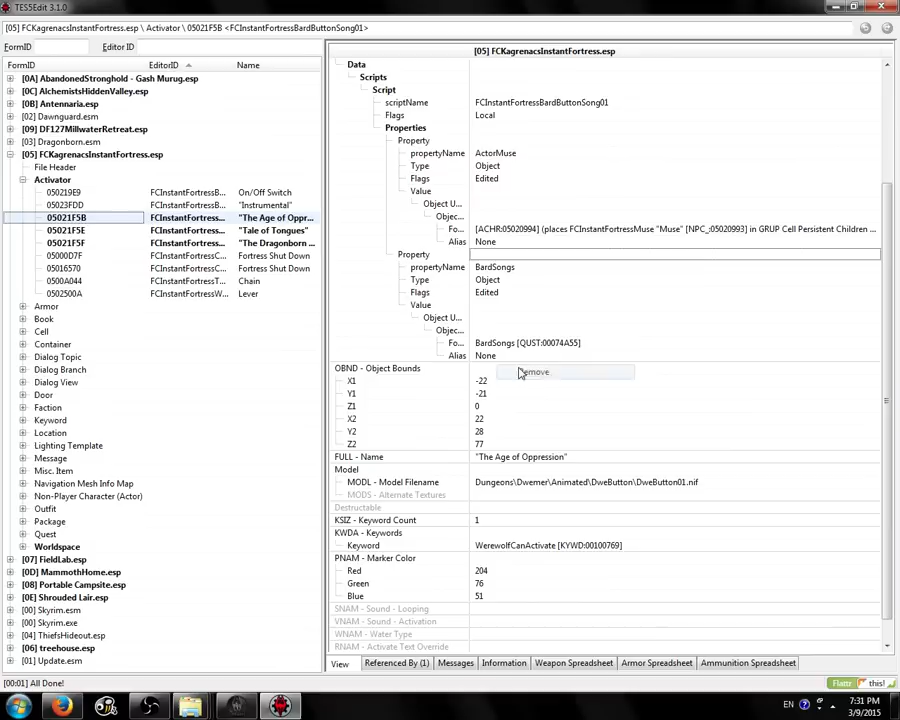 TES5Edit 3.1.0
[05] FCKagrenacsInstantFortress.esp \ Activator \ 05021F5B <FCInstantFortressBardButtonSong01>
FormID Editor ID
[05] FCKagrenacsInstantFortress.esp
FormID EditorID Name
[0A] AbandonedStronghold - Gash Murug.esp
[0C] AlchemistsHiddenValley.esp
[0B] Antennaria.esp
[02] Dawnguard.esm
[09] DF127MillwaterRetreat.esp
[03] Dragonborn.esm
[05] FCKagrenacsInstantFortress.esp
File Header
Activator
050219E9 FCInstantFortressB... On/Off Switch
05023FDD FCInstantFortressB... "Instrumental"
05021F5B FCInstantFortress... "The Age of Oppr...
05021F5E FCInstantFortress... "Tale of Tongues"
05021F5F FCInstantFortress... "The Dragonborn ...
05000D7F FCInstantFortressC... Fortress Shut Down
05016570 FCInstantFortressC... Fortress Shut Down
0500A044 FCInstantFortressT... Chain
0502500A FCInstantFortressW... Lever
Armor
Book
Cell
Container
Dialog Topic
Dialog Branch
Dialog View
Door
Faction
Keyword
Location
Lighting Template
Message
Misc. Item
Navigation Mesh Info Map
Non-Player Character (Actor)
Outfit
Package
Quest
Worldspace
[07] FieldLab.esp
[0D] MammothHome.esp
[08] Portable Campsite.esp
[0E] Shrouded Lair.esp
[00] Skyrim.esm
[00] Skyrim.exe
[04] ThiefsHideout.esp
[06] treehouse.esp
[01] Update.esm
Data
Scripts
Script
scriptName FCInstantFortressBardButtonSong01
Flags Local
Properties
Property
propertyName ActorMuse
Type Object
Flags Edited
Value
Object U...
Objec...
Fo... [ACHR:05020994] (places FCInstantFortressMuse "Muse" [NPC_:05020993] in GRUP Cell Persistent Children ...
Alias None
Property
propertyName BardSongs
Type Object
Flags Edited
Value
Object U...
Objec...
Fo... BardSongs [QUST:00074A55]
Alias None
OBND - Object Bounds
Remove
X1 -22
Y1 -21
Z1 0
X2 22
Y2 28
Z2 77
FULL - Name "The Age of Oppression"
Model
MODL - Model Filename Dungeons\Dwemer\Animated\DweButton\DweButton01.nif
MODS - Alternate Textures
Destructable
KSIZ - Keyword Count 1
KWDA - Keywords
Keyword WerewolfCanActivate [KYWD:00100769]
PNAM - Marker Color
Red 204
Green 76
Blue 51
SNAM - Sound - Looping
VNAM - Sound - Activation
WNAM - Water Type
RNAM - Activate Text Override
View Referenced By (1) Messages Information Weapon Spreadsheet Armor Spreadsheet Ammunition Spreadsheet
[00:01] All Done!
Flattr this!
EN 7:31 PM
3/9/2015